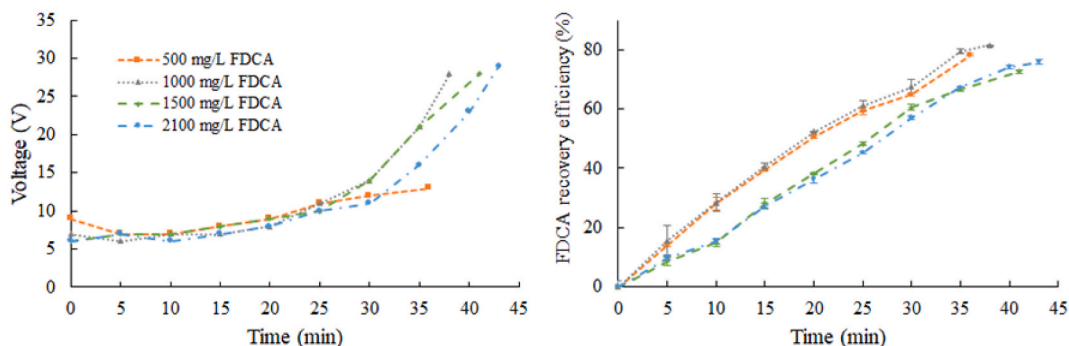 35
30
25
20
15
10
5
0
Voltage (V)
500 mg/L FDCA
1000 mg/L FDCA
1500 mg/L FDCA
2100 mg/L FDCA
0 5 10 15 20 25 30 35 40 45
Time (min)
80
60
40
20
0
FDCA recovery efficiency (%)
0 5 10 15 20 25 30 35 40 45
Time (min)